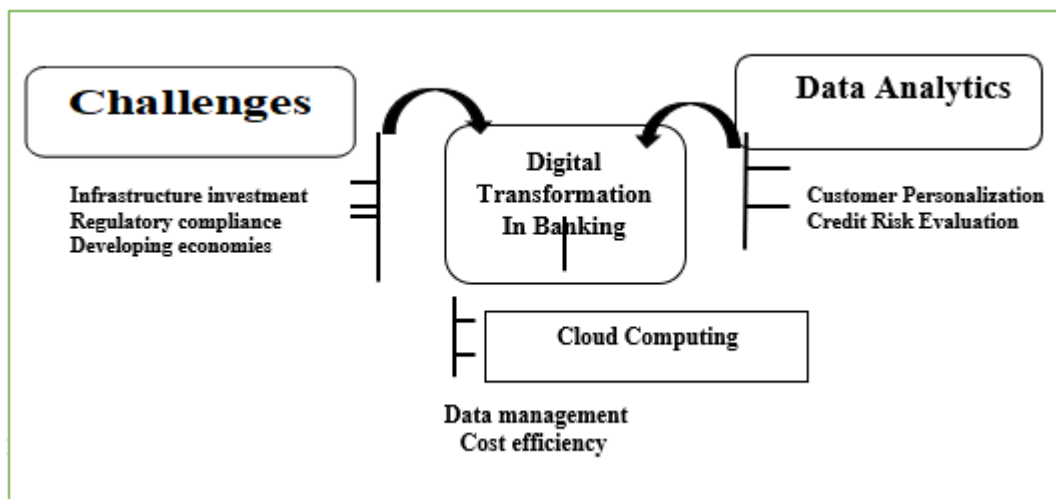 Challenges
Infrastructure investment
Regulatory compliance
Developing economies
Digital
Transformation
In Banking
Data Analytics
Customer Personalization
Credit Risk Evaluation
Cloud Computing
Data management
Cost efficiency